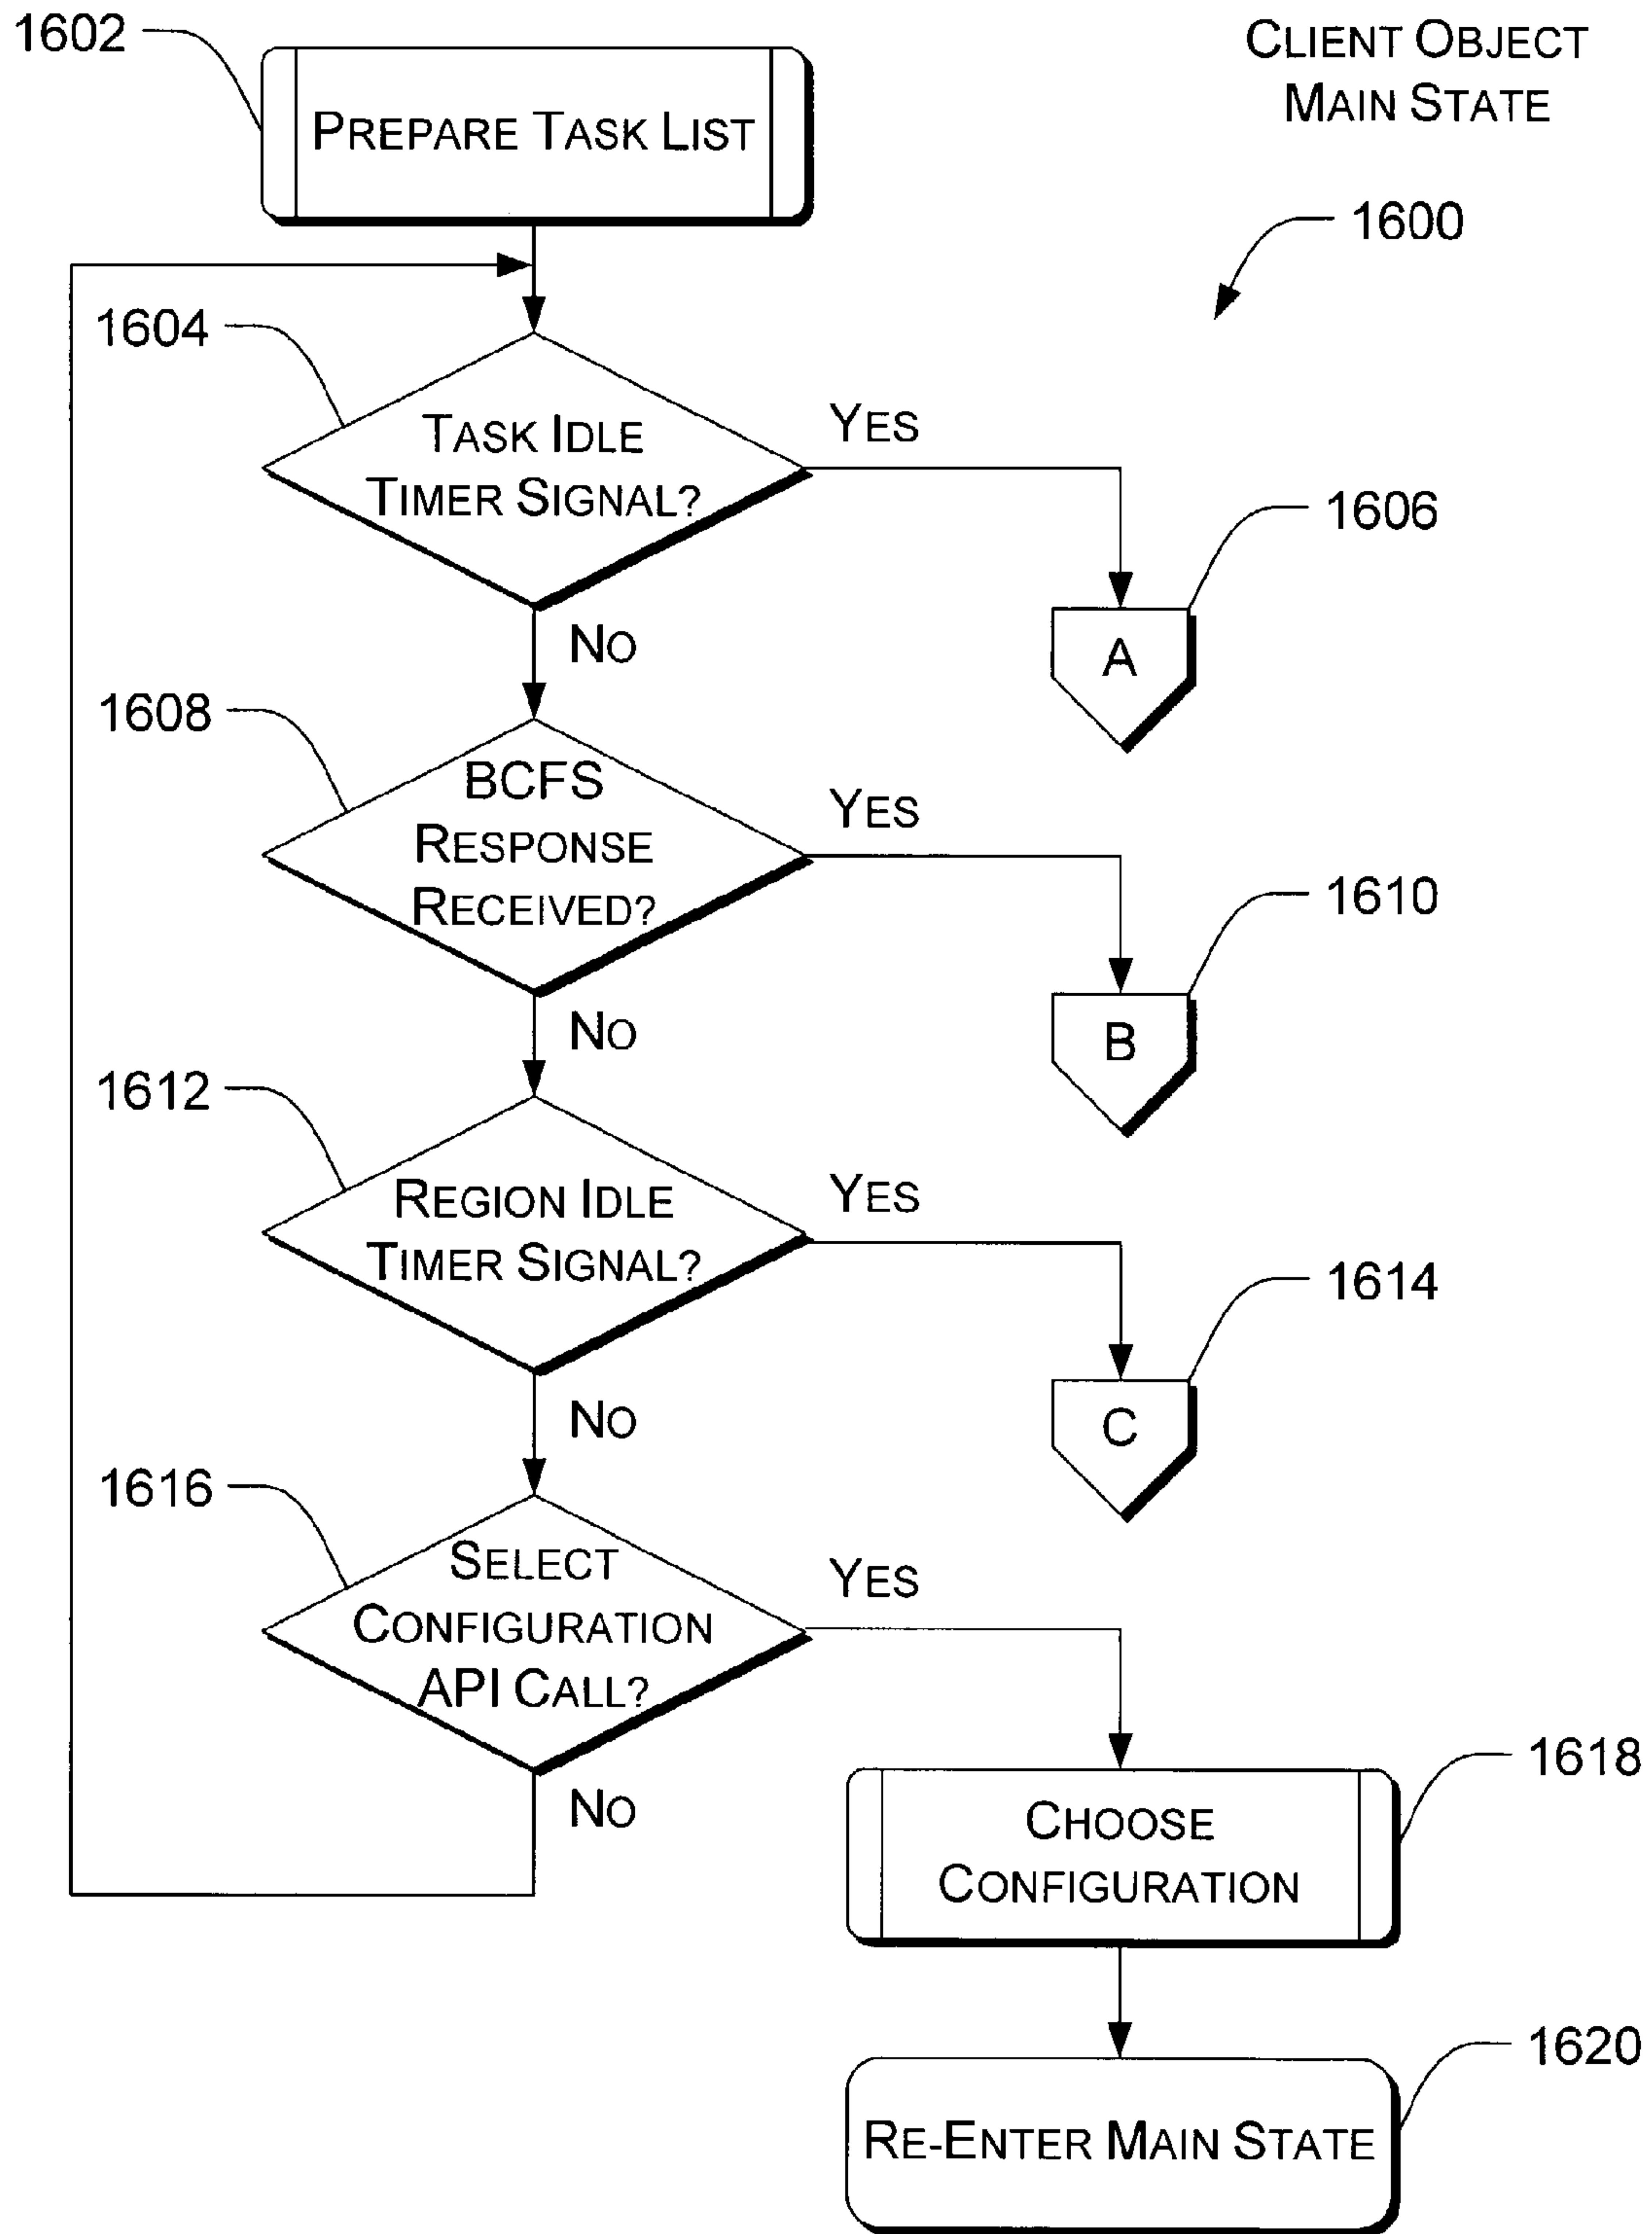 1602
CLIENT OBJECT
MAIN STATE
PREPARE TASK LIST
1600
1604
TASK IDLE
TIMER SIGNAL?
YES
1606
A
NO
1608
BCFS
RESPONSE
RECEIVED?
YES
1610
B
NO
1612
REGION IDLE
TIMER SIGNAL?
YES
1614
C
NO
1616
SELECT
CONFIGURATION
API CALL?
YES
1618
NO
CHOOSE
CONFIGURATION
1620
RE-ENTER MAIN STATE